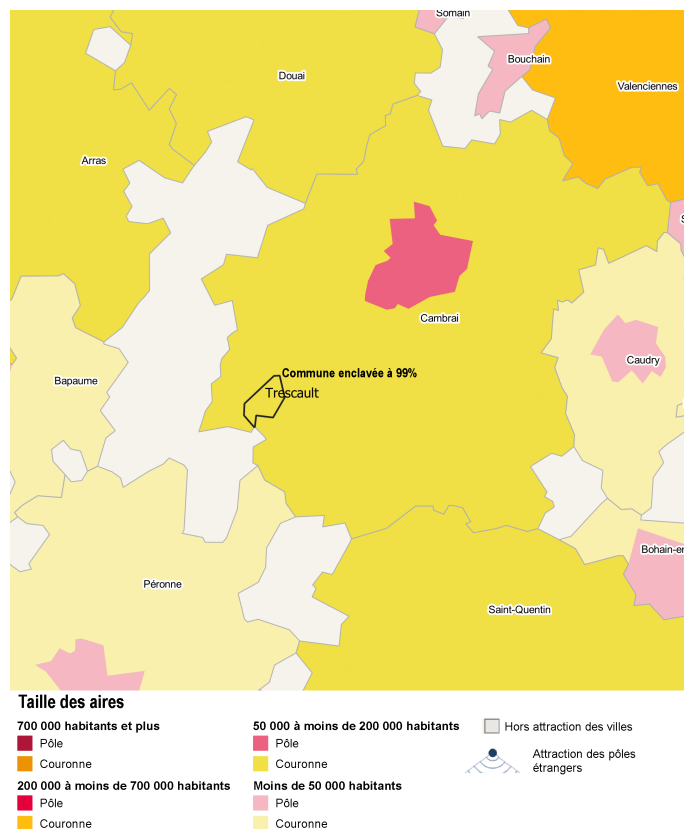 Somain
Bouchain
Douai
Valenciennes
Arras
S
Cambrai
Caudry
Commune enclavée à 99%
Bapaume
Trescault
Bohain-en
Péronne
Saint-Quentin
Taille des aires
700 000 habitants et plus
Pôle
Couronne
200 000 à moins de 700 000 habitants
Pôle
Couronne
50 000 à moins de 200 000 habitants
Pôle
Couronne
Moins de 50 000 habitants
Pôle
Couronne
Hors attraction des villes
Attraction des pôles
étrangers